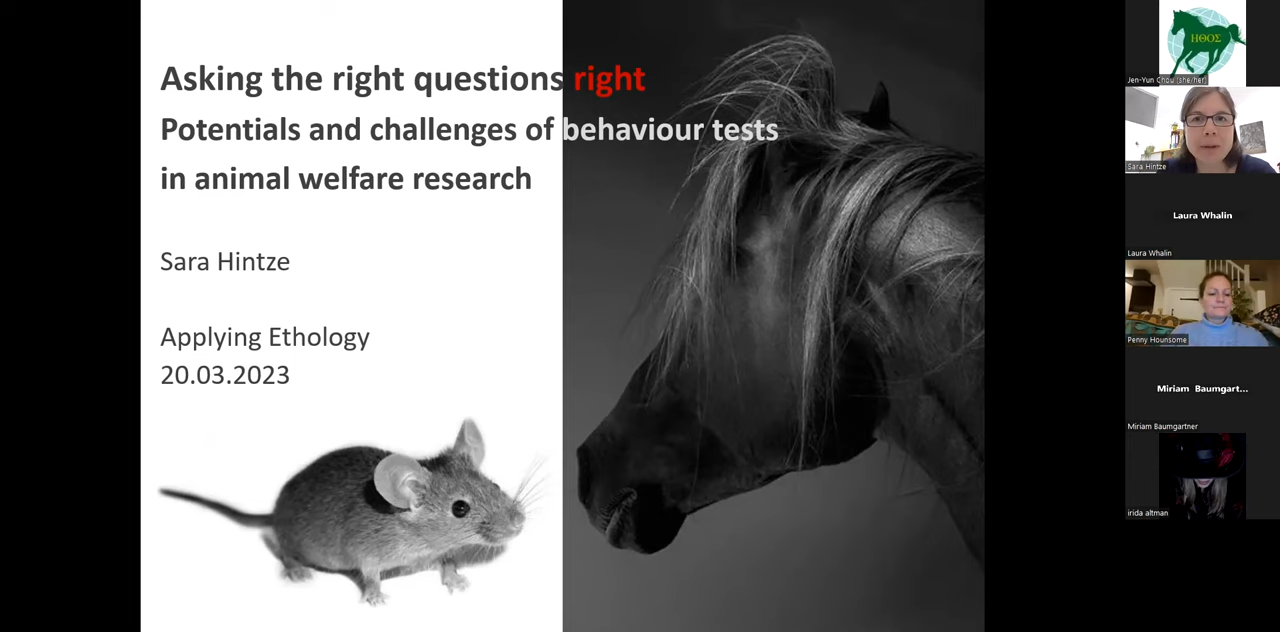 Asking the right questions right
Potentials and challenges of behaviour tests
in animal welfare research
Sara Hintze
Applying Ethology
20.03.2023
ΗΘΟΣ
Jen-Yun Chou (she/her)
Sara Hintze
Laura Whalin
Laura Whalin
Penny Hounsome
Miriam Baumgart...
Miriam Baumgartner
irida altman